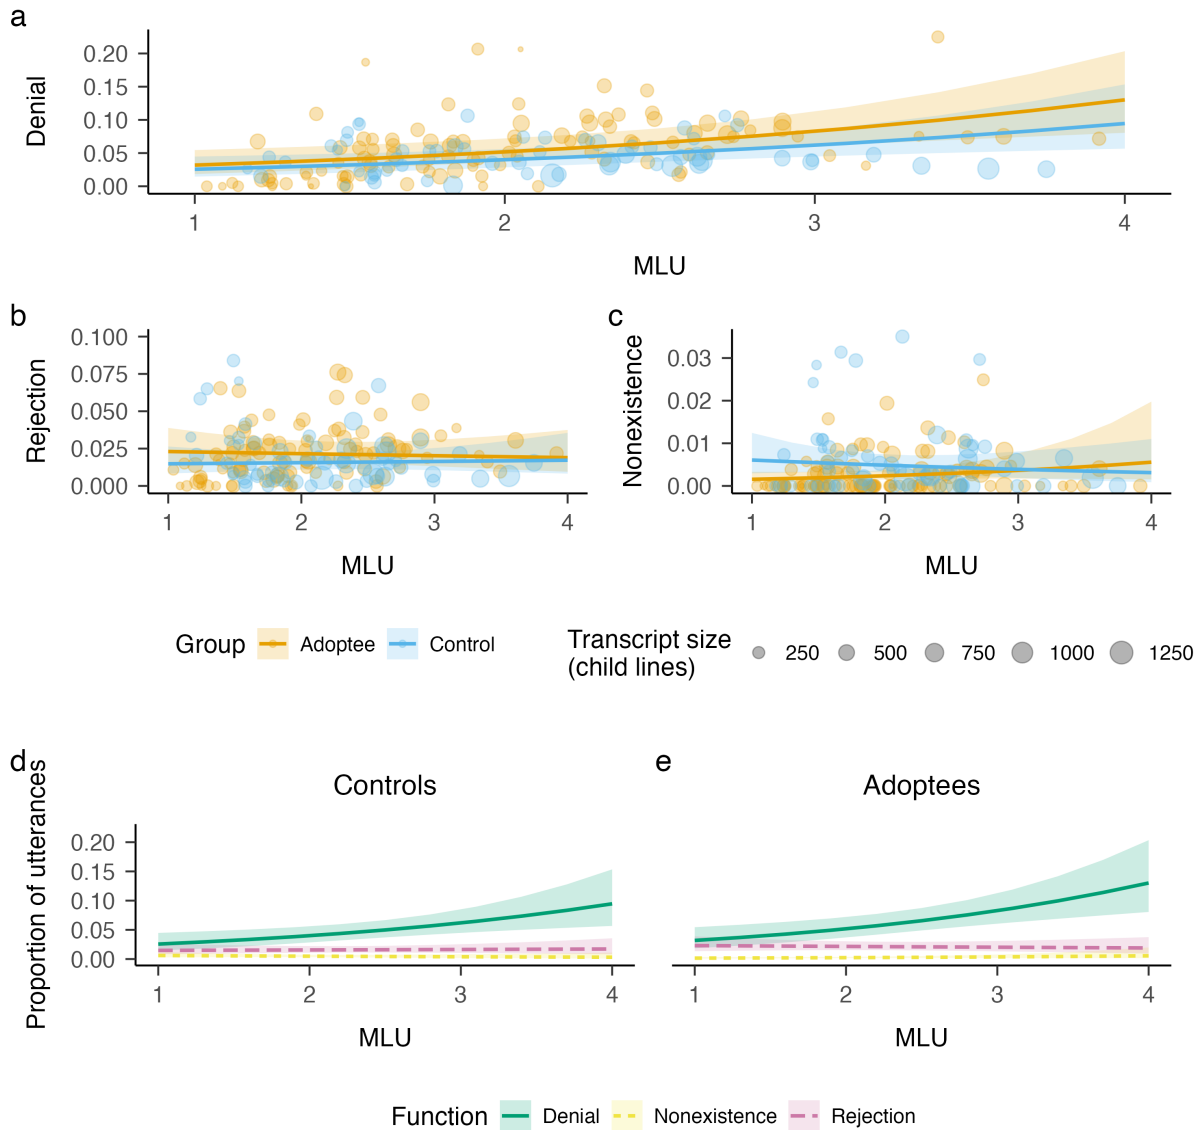 a
Denial
0.20
0.15
0.10
0.05
0.00
1 2 3 4
MLU
b
Rejection
0.100
0.075
0.050
0.025
0.000
1 2 3 4
MLU
c
Nonexistence
0.03
0.02
0.01
0.00
1 2 3 4
MLU
Group Adoptee Control
Transcript size
(child lines)
250 500 750 1000 1250
d
Controls
Proportion of utterances
0.20
0.15
0.10
0.05
0.00
1 2 3 4
MLU
e
Adoptees
1 2 3 4
MLU
Function Denial Nonexistence Rejection